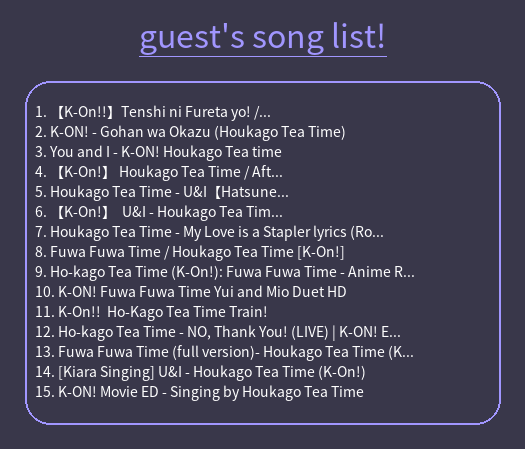 guest's song list!
1. 【K-On!!】Tenshi ni Fureta yo! /...
2. K-ON! - Gohan wa Okazu (Houkago Tea Time)
3. You and I - K-ON! Houkago Tea time
4. 【K-On!】 Houkago Tea Time / Aft...
5. Houkago Tea Time - U&I【Hatsune...
6. 【K-On!】 U&I - Houkago Tea Tim...
7. Houkago Tea Time - My Love is a Stapler lyrics (Ro...
8. Fuwa Fuwa Time / Houkago Tea Time [K-On!]
9. Ho-kago Tea Time (K-On!): Fuwa Fuwa Time - Anime R...
10. K-ON! Fuwa Fuwa Time Yui and Mio Duet HD
11. K-On!! Ho-Kago Tea Time Train!
12. Ho-kago Tea Time - NO, Thank You! (LIVE) | K-ON! E...
13. Fuwa Fuwa Time (full version)- Houkago Tea Time (K...
14. [Kiara Singing] U&I - Houkago Tea Time (K-On!)
15. K-ON! Movie ED - Singing by Houkago Tea Time